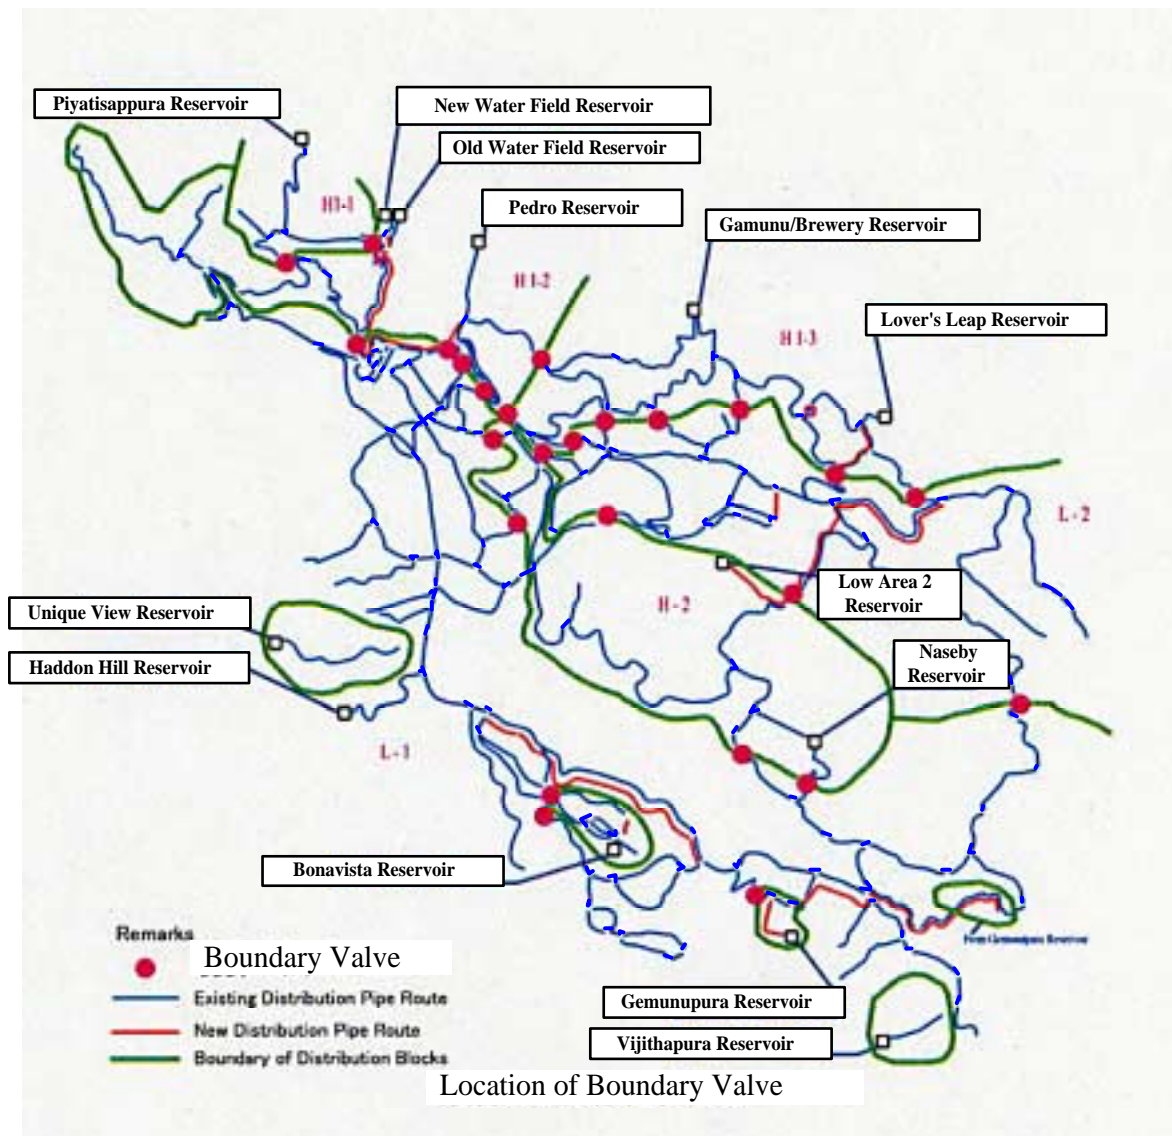 Piyatisappura Reservoir
New Water Field Reservoir
Old Water Field Reservoir
H1-1
Pedro Reservoir
Gamunu/Brewery Reservoir
H1-2
Lover's Leap Reservoir
H1-3
L - 2
Low Area 2
Reservoir
H - 2
Unique View Reservoir
Naseby
Reservoir
Haddon Hill Reservoir
L - 1
Bonavista Reservoir
Remarks
Boundary Valve
From Gemunupura Reservoir
Existing Distribution Pipe Route
Gemunupura Reservoir
New Distribution Pipe Route
Vijithapura Reservoir
Boundary of Distribution Blocks
Location of Boundary Valve